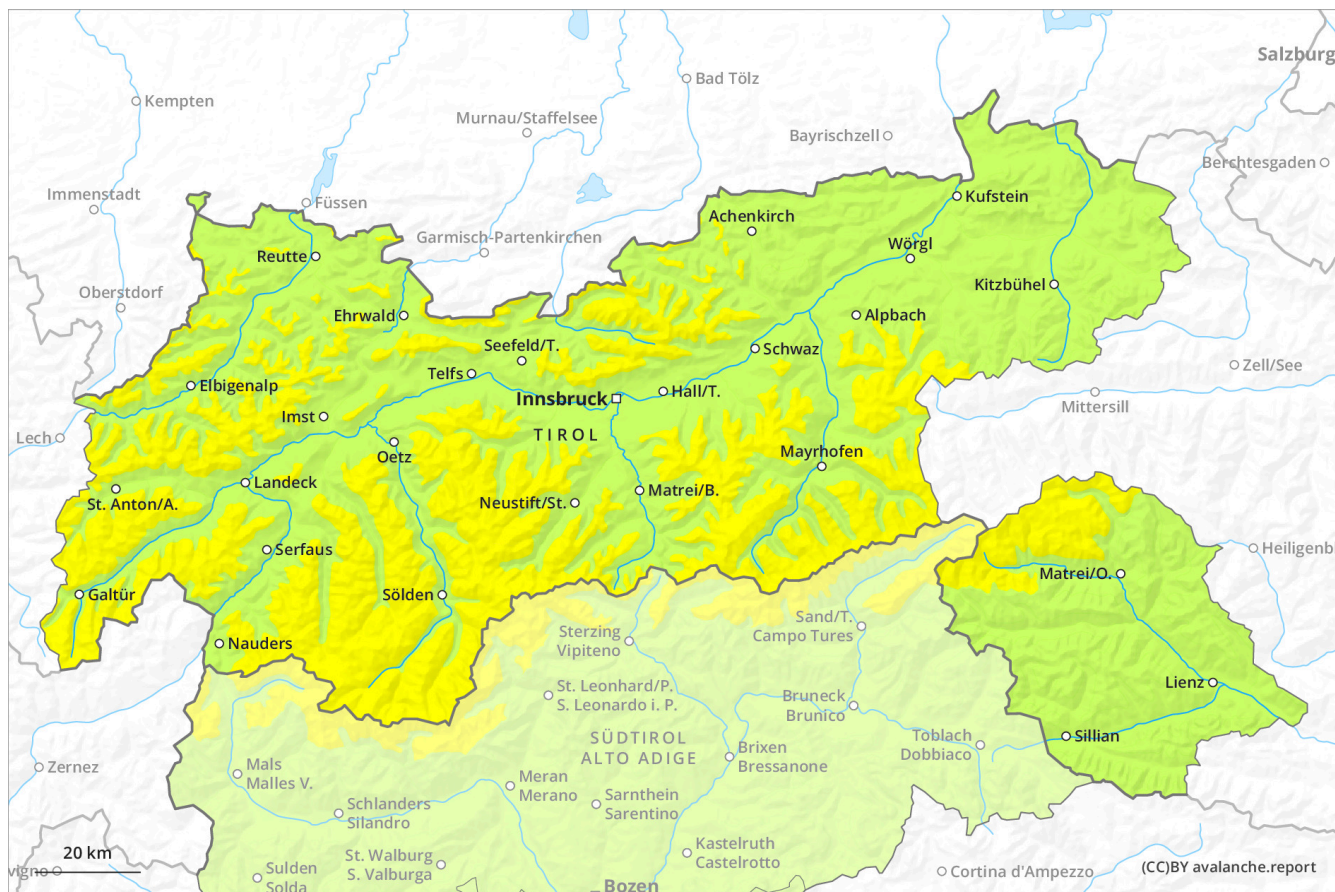 Salzburg
Bad Tölz
Kempten
Murnau/Staffelsee
Bayrischzell
Berchtesgaden
Immenstadt
Füssen
Kufstein
Achenkirch
Garmisch-Partenkirchen
Wörgl
Reutte
Kitzbühel
Oberstdorf
Ehrwald
Alpbach
Seefeld/T.
Schwaz
Zell/See
Telfs
Elbigenalp
Hall/T.
Innsbruck
Mittersill
Imst
TIROL
Lech
Oetz
Mayrhofen
Landeck
Matrei/B.
St. Anton/A.
Neustift/St.
Serfaus
Heiligenb
Matrei/O.
Galtür
Sölden
Sand/T.
Campo Tures
Sterzing
Vipiteno
Nauders
Lienz
St. Leonhard/P.
S. Leonardo i. P.
Bruneck
Brunico
Toblach
Dobbiaco
Sillian
SÜDTIROL
ALTO ADIGE
Brixen
Bressanone
Zernez
Mals
Malles V.
Meran
Merano
Sarnthein
Sarentino
Schlanders
Silandro
Kastelruth
Castelrotto
20 km
St. Walburg
S. Valburga
vigno
Sulden
Solda
Cortina d'Ampezzo
(CC)BY avalanche.report
Bozen